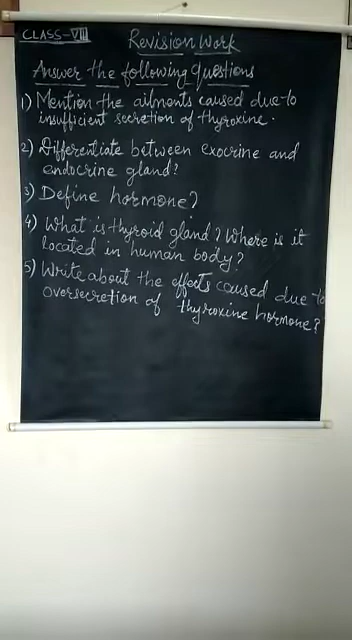 CLASS-VIII
Revision Work
Answer the following questions
1) Mention the ailments caused due to
insufficient secretion of thyroxine.
2) Differentiate between exocrine and
endocrine gland?
3) Define hormone?
4) What is thyroid gland? Where is it
located in human body?
5) Write about the effects caused due to
oversecretion of thyroxine hormone?